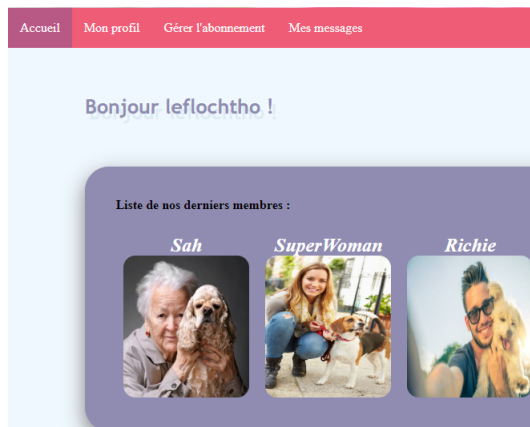 Accueil Mon profil Gérer l'abonnement Mes messages
Bonjour leflochtho !
Liste de nos derniers membres :
Sah SuperWoman Richie